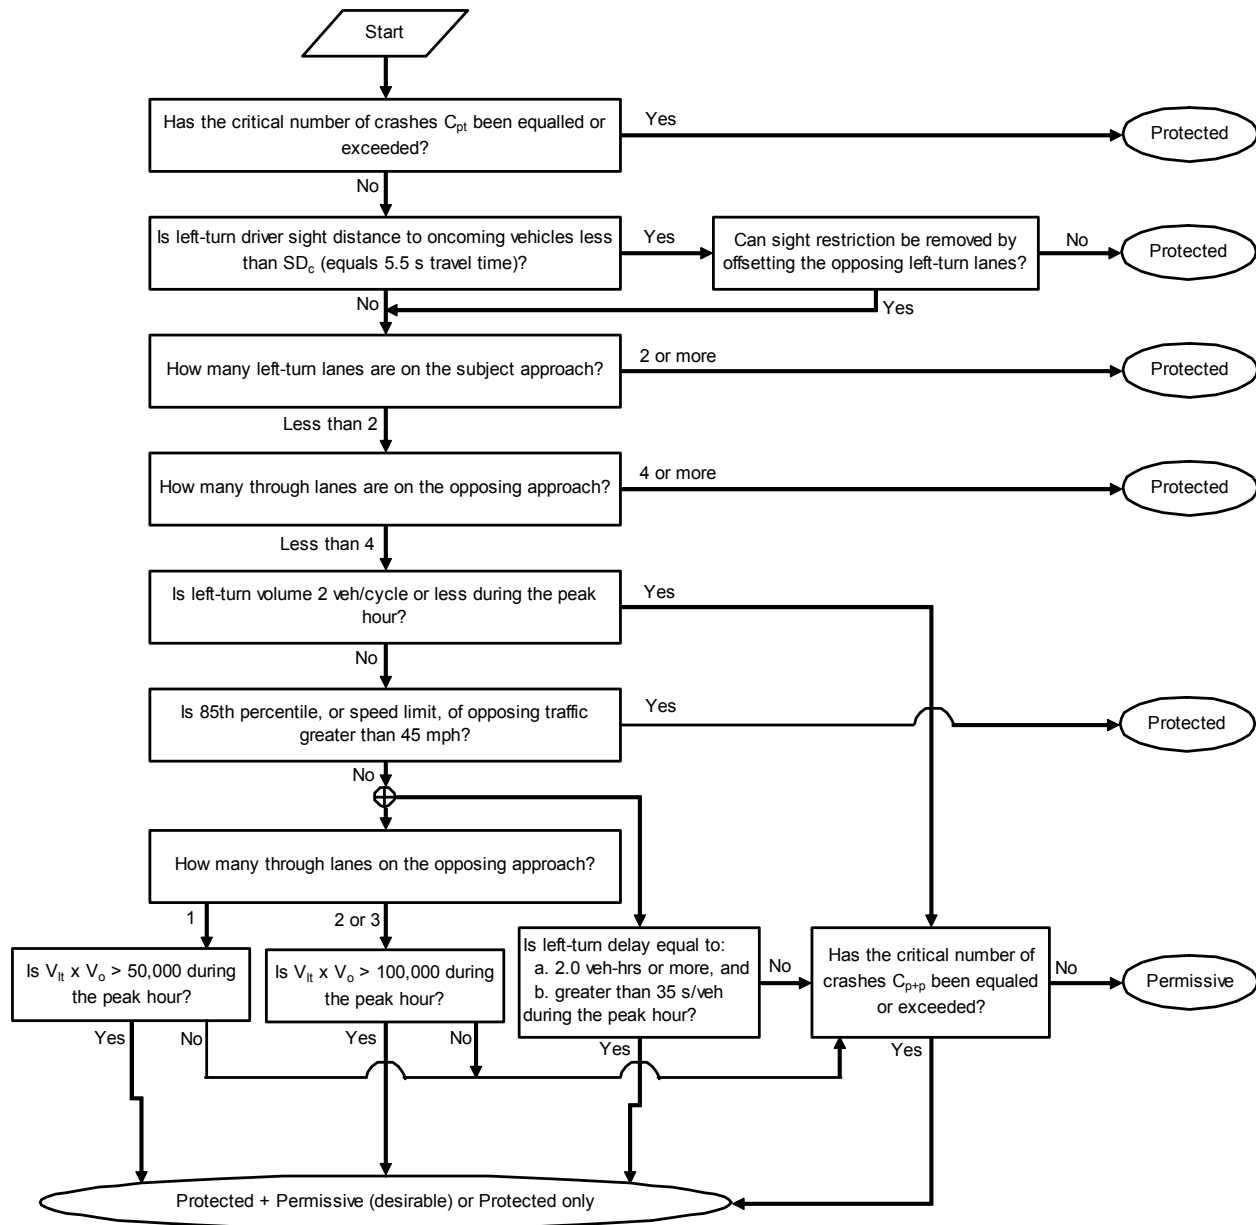 Start
Has the critical number of crashes Cpt been equalled or
exceeded?
Yes
Protected
No
Is left-turn driver sight distance to oncoming vehicles less
than SDc (equals 5.5 s travel time)?
Yes
Can sight restriction be removed by
offsetting the opposing left-turn lanes?
No
Protected
No
Yes
How many left-turn lanes are on the subject approach?
2 or more
Protected
Less than 2
How many through lanes are on the opposing approach?
4 or more
Protected
Less than 4
Is left-turn volume 2 veh/cycle or less during the peak
hour?
Yes
No
Is 85th percentile, or speed limit, of opposing traffic
greater than 45 mph?
Yes
Protected
No
How many through lanes on the opposing approach?
1
2 or 3
Is Vlt x Vo > 50,000 during
the peak hour?
Is Vlt x Vo > 100,000 during
the peak hour?
Is left-turn delay equal to:
a. 2.0 veh-hrs or more, and
b. greater than 35 s/veh
during the peak hour?
No
Has the critical number of
crashes Cp+p been equaled
or exceeded?
No
Permissive
Yes
No
Yes
No
Yes
Yes
Protected + Permissive (desirable) or Protected only